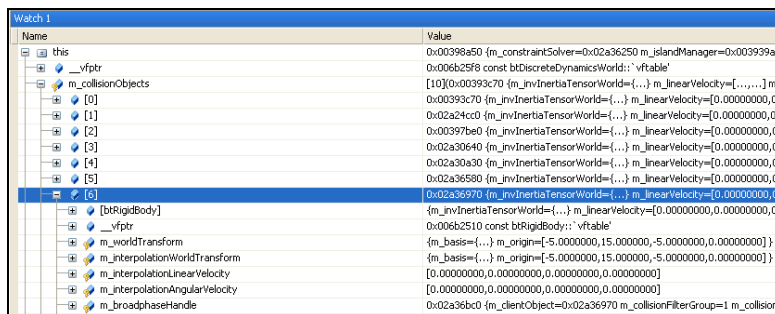 Watch 1
Name Value
this 0x00398a50 {m_constraintSolver=0x02a36250 m_islandManager=0x003939a
__vfptr 0x006b25f8 const btDiscreteDynamicsWorld::`vftable'
m_collisionObjects [10](0x00393c70 {m_invInertiaTensorWorld={...} m_linearVelocity=[...,...] m
[0] 0x00393c70 {m_invInertiaTensorWorld={...} m_linearVelocity=[0.00000000,0
[1] 0x02a24cc0 {m_invInertiaTensorWorld={...} m_linearVelocity=[0.00000000,0
[2] 0x00397be0 {m_invInertiaTensorWorld={...} m_linearVelocity=[0.00000000,0
[3] 0x02a30640 {m_invInertiaTensorWorld={...} m_linearVelocity=[0.00000000,0
[4] 0x02a30a30 {m_invInertiaTensorWorld={...} m_linearVelocity=[0.00000000,0
[5] 0x02a36580 {m_invInertiaTensorWorld={...} m_linearVelocity=[0.00000000,0
[6] 0x02a36970 {m_invInertiaTensorWorld={...} m_linearVelocity=[0.00000000,0
[btRigidBody] {m_invInertiaTensorWorld={...} m_linearVelocity=[0.00000000,0
__vfptr 0x006b2510 const btRigidBody::`vftable'
m_worldTransform {m_basis={...} m_origin=[-5.0000000,15.000000,-5.0000000,0.00000000] }
m_interpolationWorldTransform {m_basis={...} m_origin=[-5.0000000,15.000000,-5.0000000,0.00000000] }
m_interpolationLinearVelocity [0.00000000,0.00000000,0.00000000,0.00000000]
m_interpolationAngularVelocity [0.00000000,0.00000000,0.00000000,0.00000000]
m_broadphaseHandle 0x02a36bc0 {m_clientObject=0x02a36970 m_collisionFilterGroup=1 m_collision